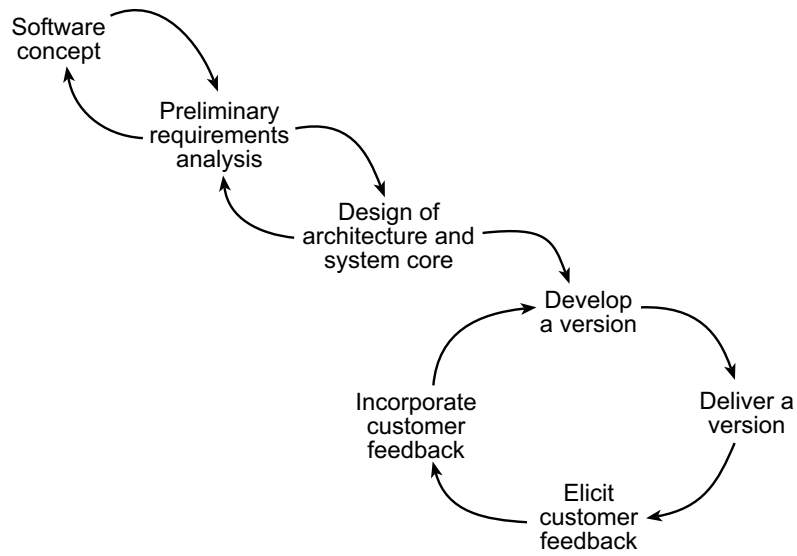 Software
concept
Preliminary
requirements
analysis
Design of
architecture and
system core
Develop
a version
Deliver a
version
Elicit
customer
feedback
Incorporate
customer
feedback